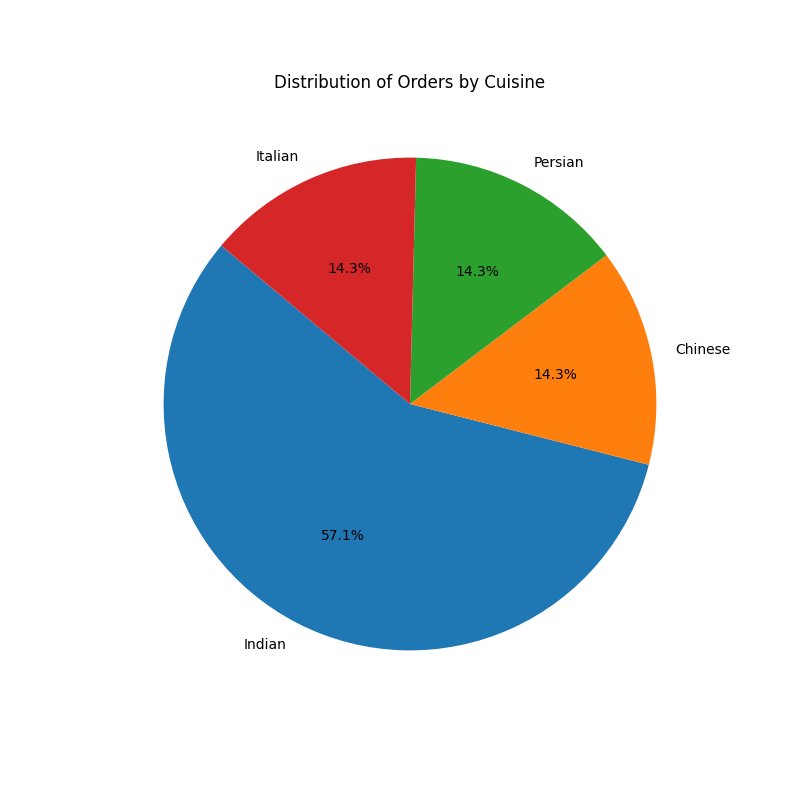 Distribution of Orders by Cuisine
Italian
Persian
14.3%
14.3%
Chinese
14.3%
57.1%
Indian